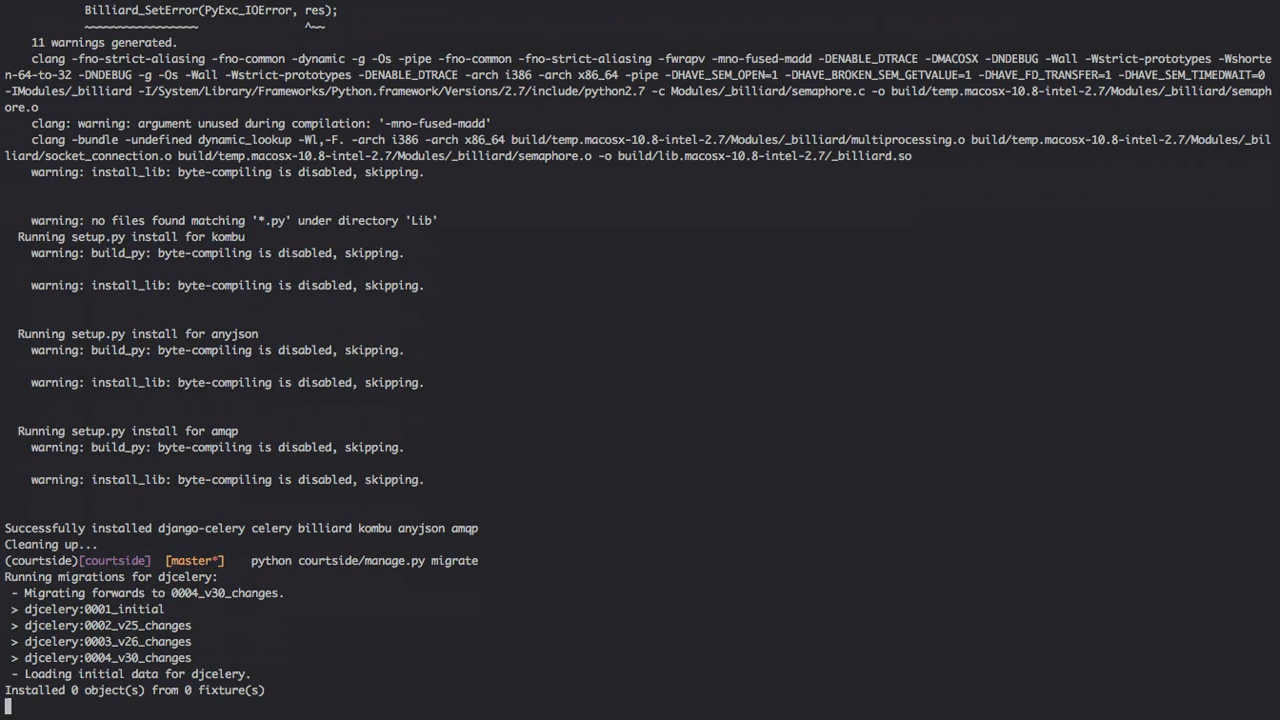 Billiard_SetError(PyExc_IOError, res);
~~~~~~~~~~~~~~~~~                ^~~
11 warnings generated.
clang -fno-strict-aliasing -fno-common -dynamic -g -Os -pipe -fno-common -fno-strict-aliasing -fwrapv -mno-fused-madd -DENABLE_DTRACE -DMACOSX -DNDEBUG -Wall -Wstrict-prototypes -Wshorte
n-64-to-32 -DNDEBUG -g -Os -Wall -Wstrict-prototypes -DENABLE_DTRACE -arch i386 -arch x86_64 -pipe -DHAVE_SEM_OPEN=1 -DHAVE_BROKEN_SEM_GETVALUE=1 -DHAVE_FD_TRANSFER=1 -DHAVE_SEM_TIMEDWAIT=0
-IModules/_billiard -I/System/Library/Frameworks/Python.framework/Versions/2.7/include/python2.7 -c Modules/_billiard/semaphore.c -o build/temp.macosx-10.8-intel-2.7/Modules/_billiard/semaph
ore.o
clang: warning: argument unused during compilation: '-mno-fused-madd'
clang -bundle -undefined dynamic_lookup -Wl,-F. -arch i386 -arch x86_64 build/temp.macosx-10.8-intel-2.7/Modules/_billiard/multiprocessing.o build/temp.macosx-10.8-intel-2.7/Modules/_bil
liard/socket_connection.o build/temp.macosx-10.8-intel-2.7/Modules/_billiard/semaphore.o -o build/lib.macosx-10.8-intel-2.7/_billiard.so
warning: install_lib: byte-compiling is disabled, skipping.
warning: no files found matching '*.py' under directory 'Lib'
Running setup.py install for kombu
warning: build_py: byte-compiling is disabled, skipping.
warning: install_lib: byte-compiling is disabled, skipping.
Running setup.py install for anyjson
warning: build_py: byte-compiling is disabled, skipping.
warning: install_lib: byte-compiling is disabled, skipping.
Running setup.py install for amqp
warning: build_py: byte-compiling is disabled, skipping.
warning: install_lib: byte-compiling is disabled, skipping.
Successfully installed django-celery celery billiard kombu anyjson amqp
Cleaning up...
(courtside)[courtside]  [master*]    python courtside/manage.py migrate
Running migrations for djcelery:
- Migrating forwards to 0004_v30_changes.
> djcelery:0001_initial
> djcelery:0002_v25_changes
> djcelery:0003_v26_changes
> djcelery:0004_v30_changes
- Loading initial data for djcelery.
Installed 0 object(s) from 0 fixture(s)